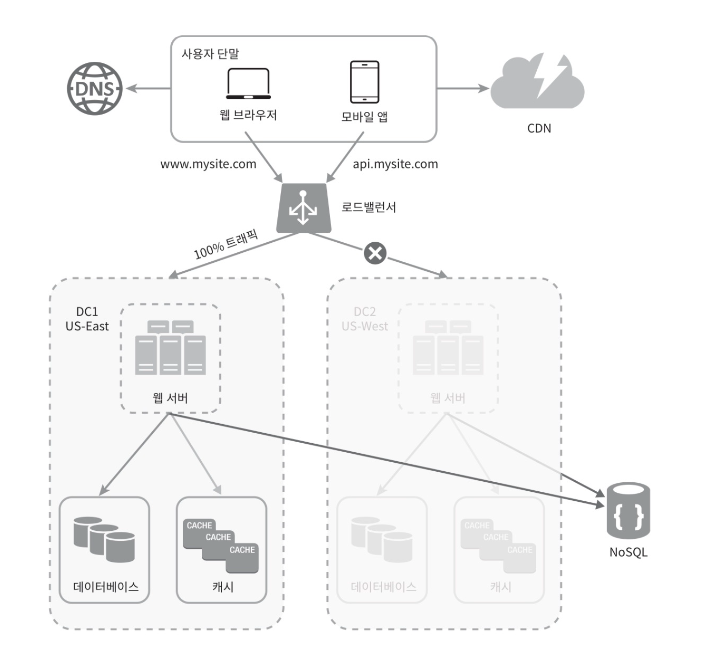 사용자 단말
DNS
웹 브라우저
모바일 앱
CDN
www.mysite.com
api.mysite.com
로드밸런서
100% 트래픽
DC1
US-East
DC2
US-West
웹 서버
웹 서버
CACHE
CACHE
CACHE
CACHE
CACHE
CACHE
{ }
NoSQL
데이터베이스
캐시
데이터베이스
캐시